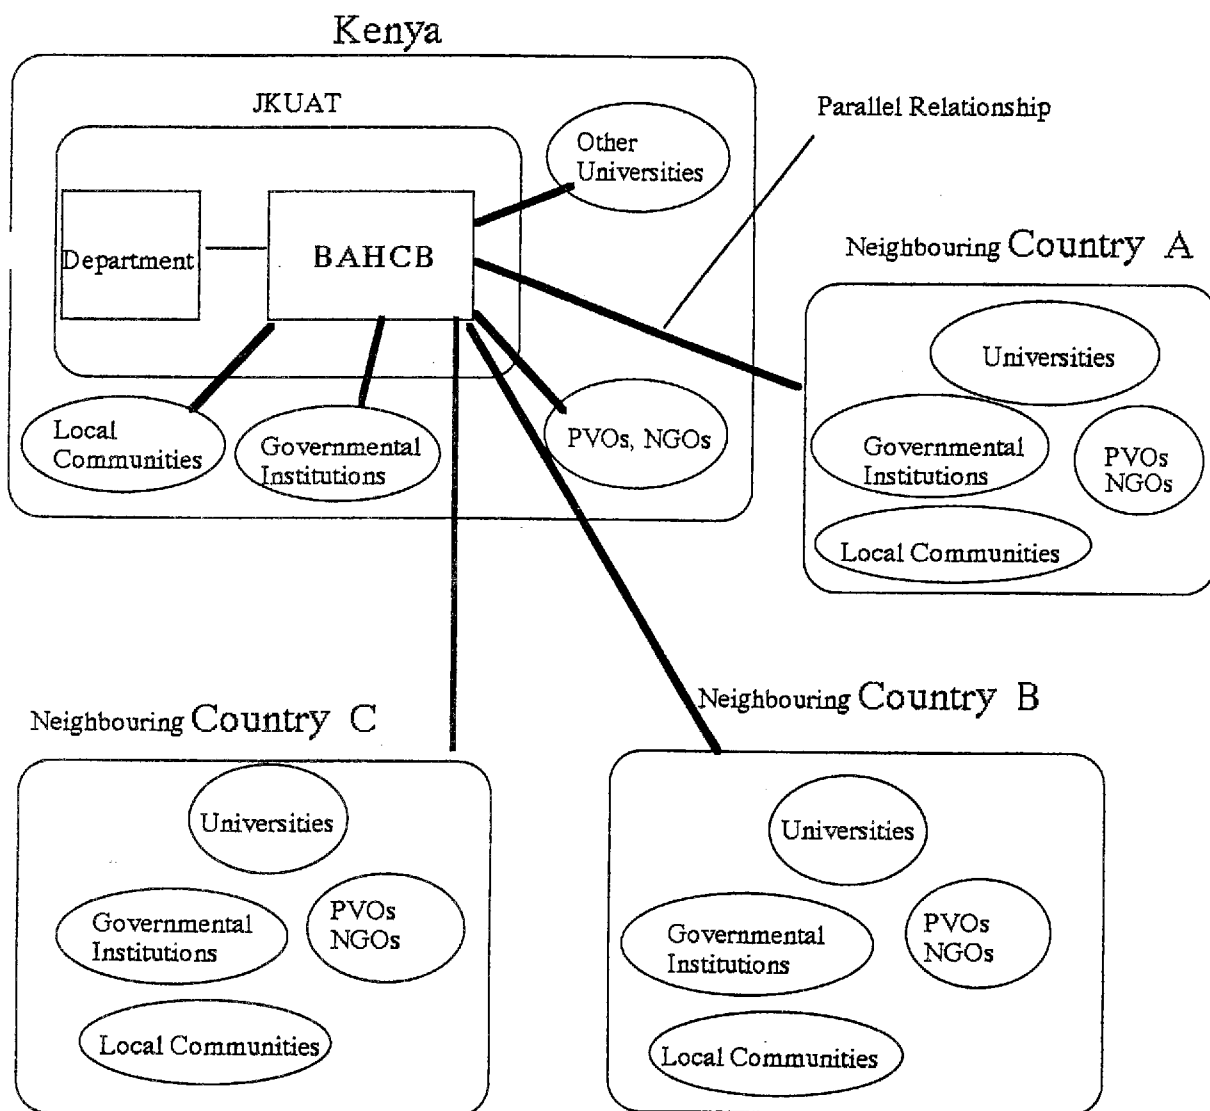 Kenya
JKUAT
Parallel Relationship
Other
Universities
Department
BAHCB
Local
Communities
Governmental
Institutions
PVOs, NGOs
Neighbouring Country A
Universities
Governmental
Institutions
PVOs
NGOs
Local Communities
Neighbouring Country C
Universities
Governmental
Institutions
PVOs
NGOs
Local Communities
Neighbouring Country B
Universities
Governmental
Institutions
PVOs
NGOs
Local Communities